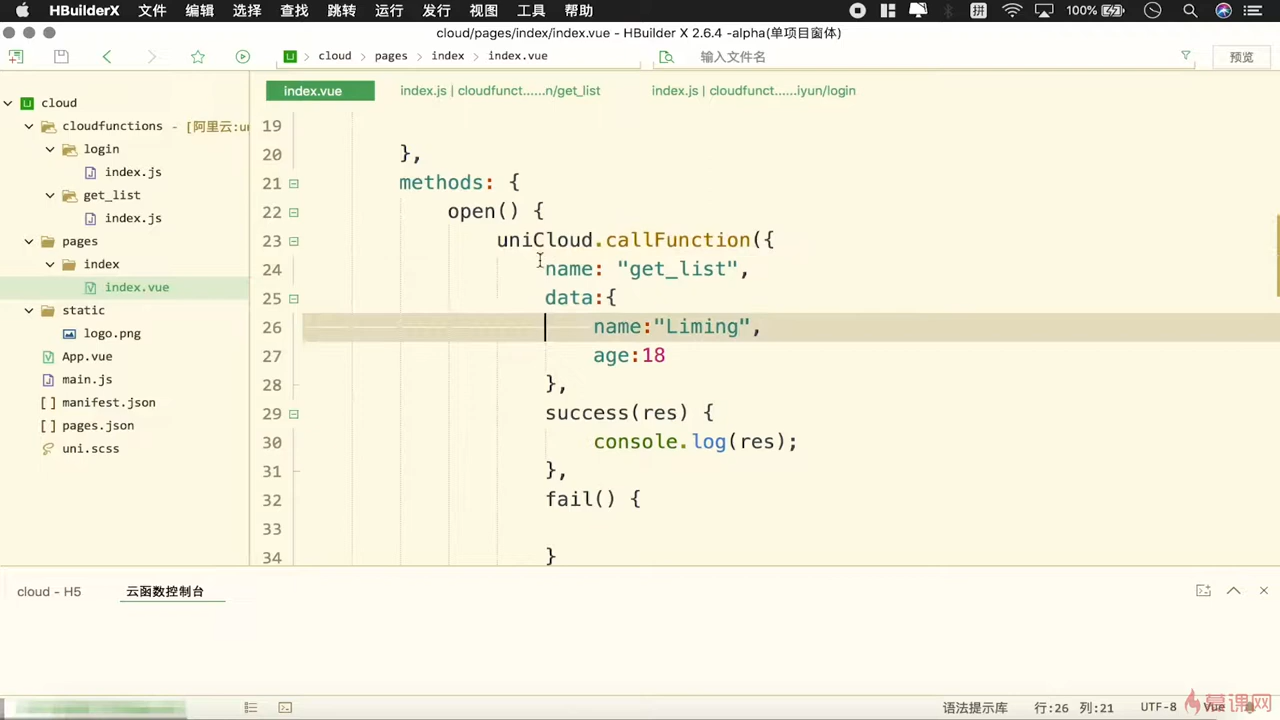 HBuilderX 文件 编辑 选择 查找 跳转 运行 发行 视图 工具 帮助 拼 100%
cloud/pages/index/index.vue - HBuilder X 2.6.4 -alpha(单项目窗体)
cloud > pages > index > index.vue 输入文件名 预览
cloud
cloudfunctions - [阿里云:un
login
index.js
get_list
index.js
pages
index
index.vue
static
logo.png
App.vue
main.js
manifest.json
pages.json
uni.scss
index.vue index.js | cloudfunct......n/get_list index.js | cloudfunct......iyun/login
19
20 },
21 methods: {
22 open() {
23 uniCloud.callFunction({
24 name: "get_list",
25 data:{
26 name:"Liming",
27 age:18
28 },
29 success(res) {
30 console.log(res);
31 },
32 fail() {
33
34 }
cloud - H5 云函数控制台
语法提示库 行:26 列:21 UTF-8 Vue
慕课网